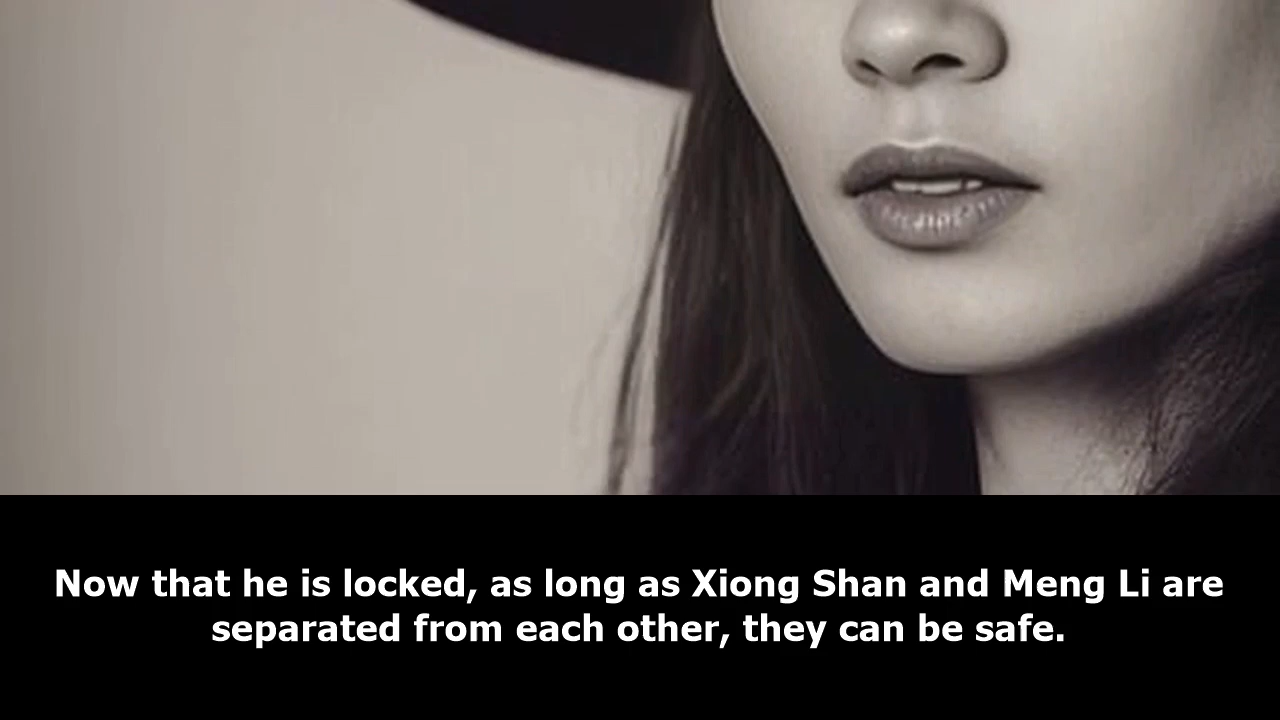 Now that he is locked, as long as Xiong Shan and Meng Li are
separated from each other, they can be safe.